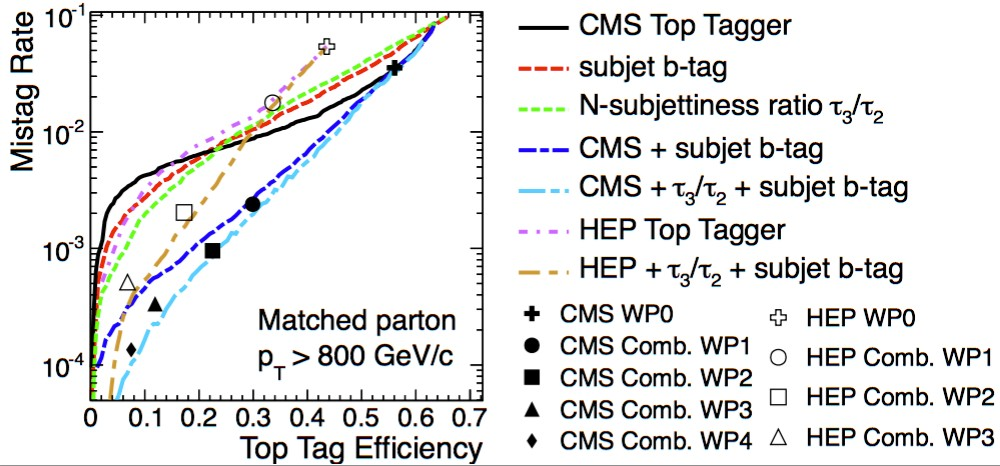 Mistag Rate
10⁻¹
10⁻²
10⁻³
10⁻⁴
Matched parton
p_T > 800 GeV/c
0 0.1 0.2 0.3 0.4 0.5 0.6 0.7
Top Tag Efficiency
CMS Top Tagger
subjet b-tag
N-subjettiness ratio τ₃/τ₂
CMS + subjet b-tag
CMS + τ₃/τ₂ + subjet b-tag
HEP Top Tagger
HEP + τ₃/τ₂ + subjet b-tag
CMS WP0
CMS Comb. WP1
CMS Comb. WP2
CMS Comb. WP3
CMS Comb. WP4
HEP WP0
HEP Comb. WP1
HEP Comb. WP2
HEP Comb. WP3